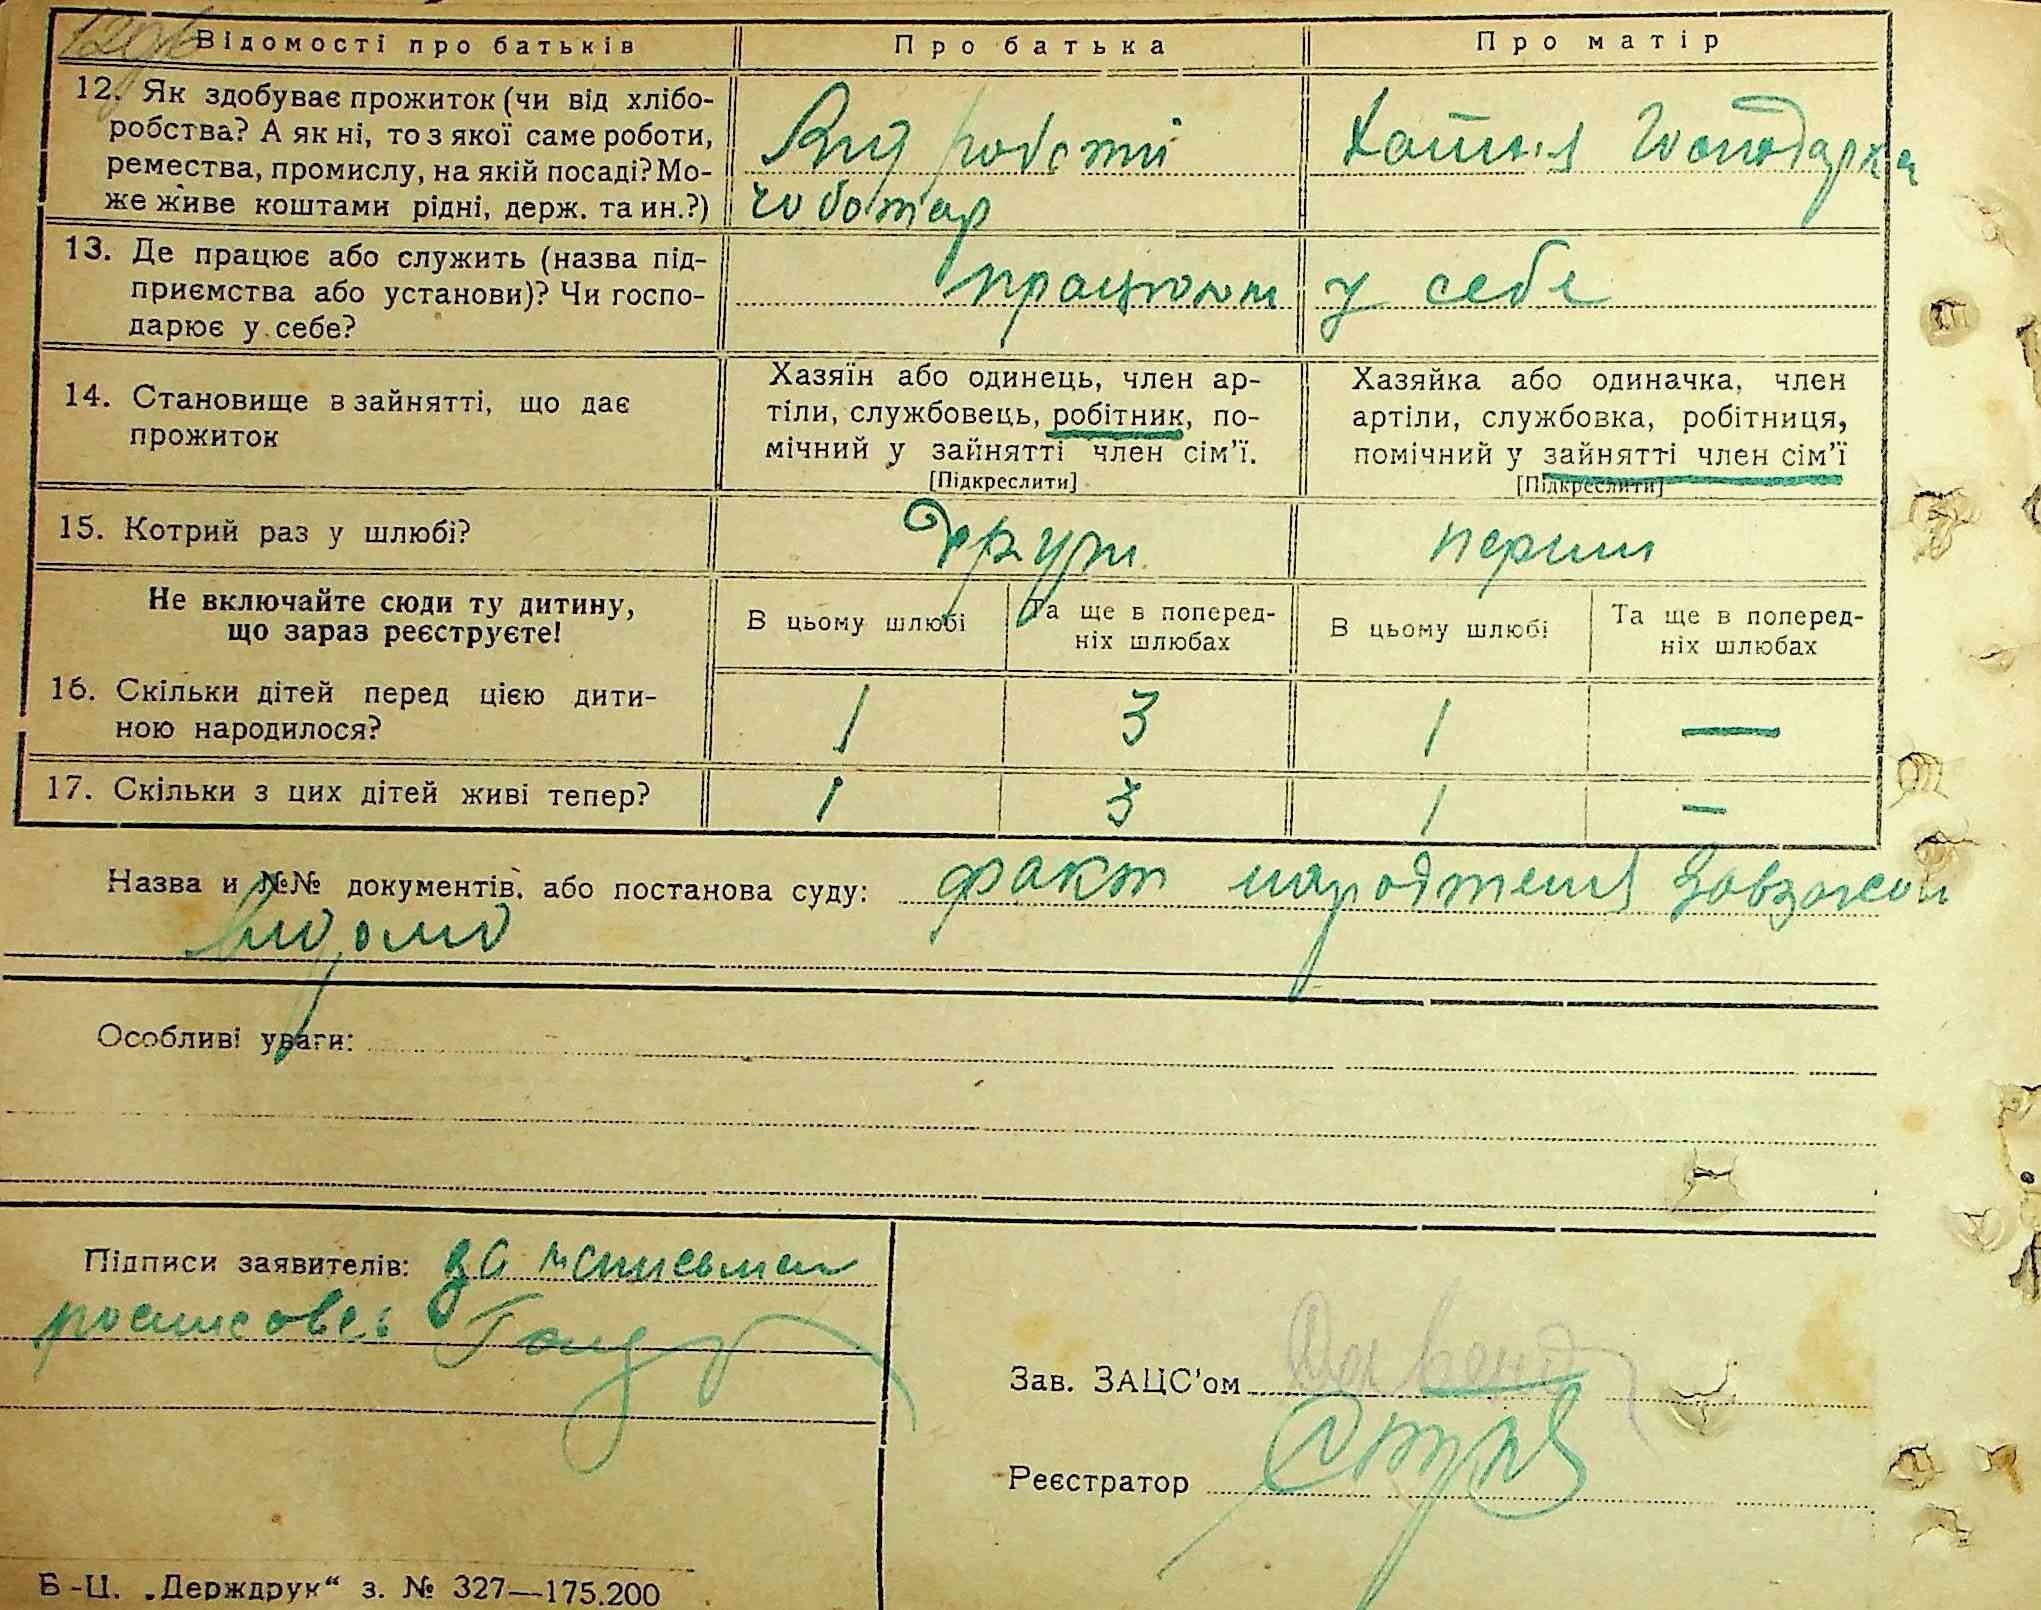 Відомості про батьків
Про батька
Про матір
12. Як здобуває прожиток (чи від хлібо-
робства? А як ні, то з якої саме роботи,
ремества, промислу, на якій посаді? Мо-
же живе коштами рідні, держ. та ин.?)
Від роботи
чоботар
Хатня господарка
13. Де працює або служить (назва під-
приємства або установи)? Чи госпо-
дарює у себе?
працюють у себе
14. Становище в зайнятті, що дає
прожиток
Хазяїн або одинець, член ар-
тіли, службовець, робітник, по-
мічний у зайнятті член сім'ї.
[Підкреслити]
Хазяйка або одиначка, член
артіли, службовка, робітниця,
помічний у зайнятті член сім'ї
[Підкреслити]
15. Котрий раз у шлюбі?
други
перши
Не включайте сюди ту дитину,
що зараз реєструєте!
В цьому шлюбі
Та ще в поперед-
ніх шлюбах
В цьому шлюбі
Та ще в поперед-
ніх шлюбах
16. Скільки дітей перед цією дити-
ною народилося?
1 3 1 —
17. Скільки з цих дітей живі тепер?
1 3 1 —
Назва и №№ документів, або постанова суду: факт народження
Особливі уваги:
Підписи заявителів: за
росписовсь
Зав. ЗАЦС'ом
Реєстратор
Б-Ц. „Держдрук“ з. № 327—175.200